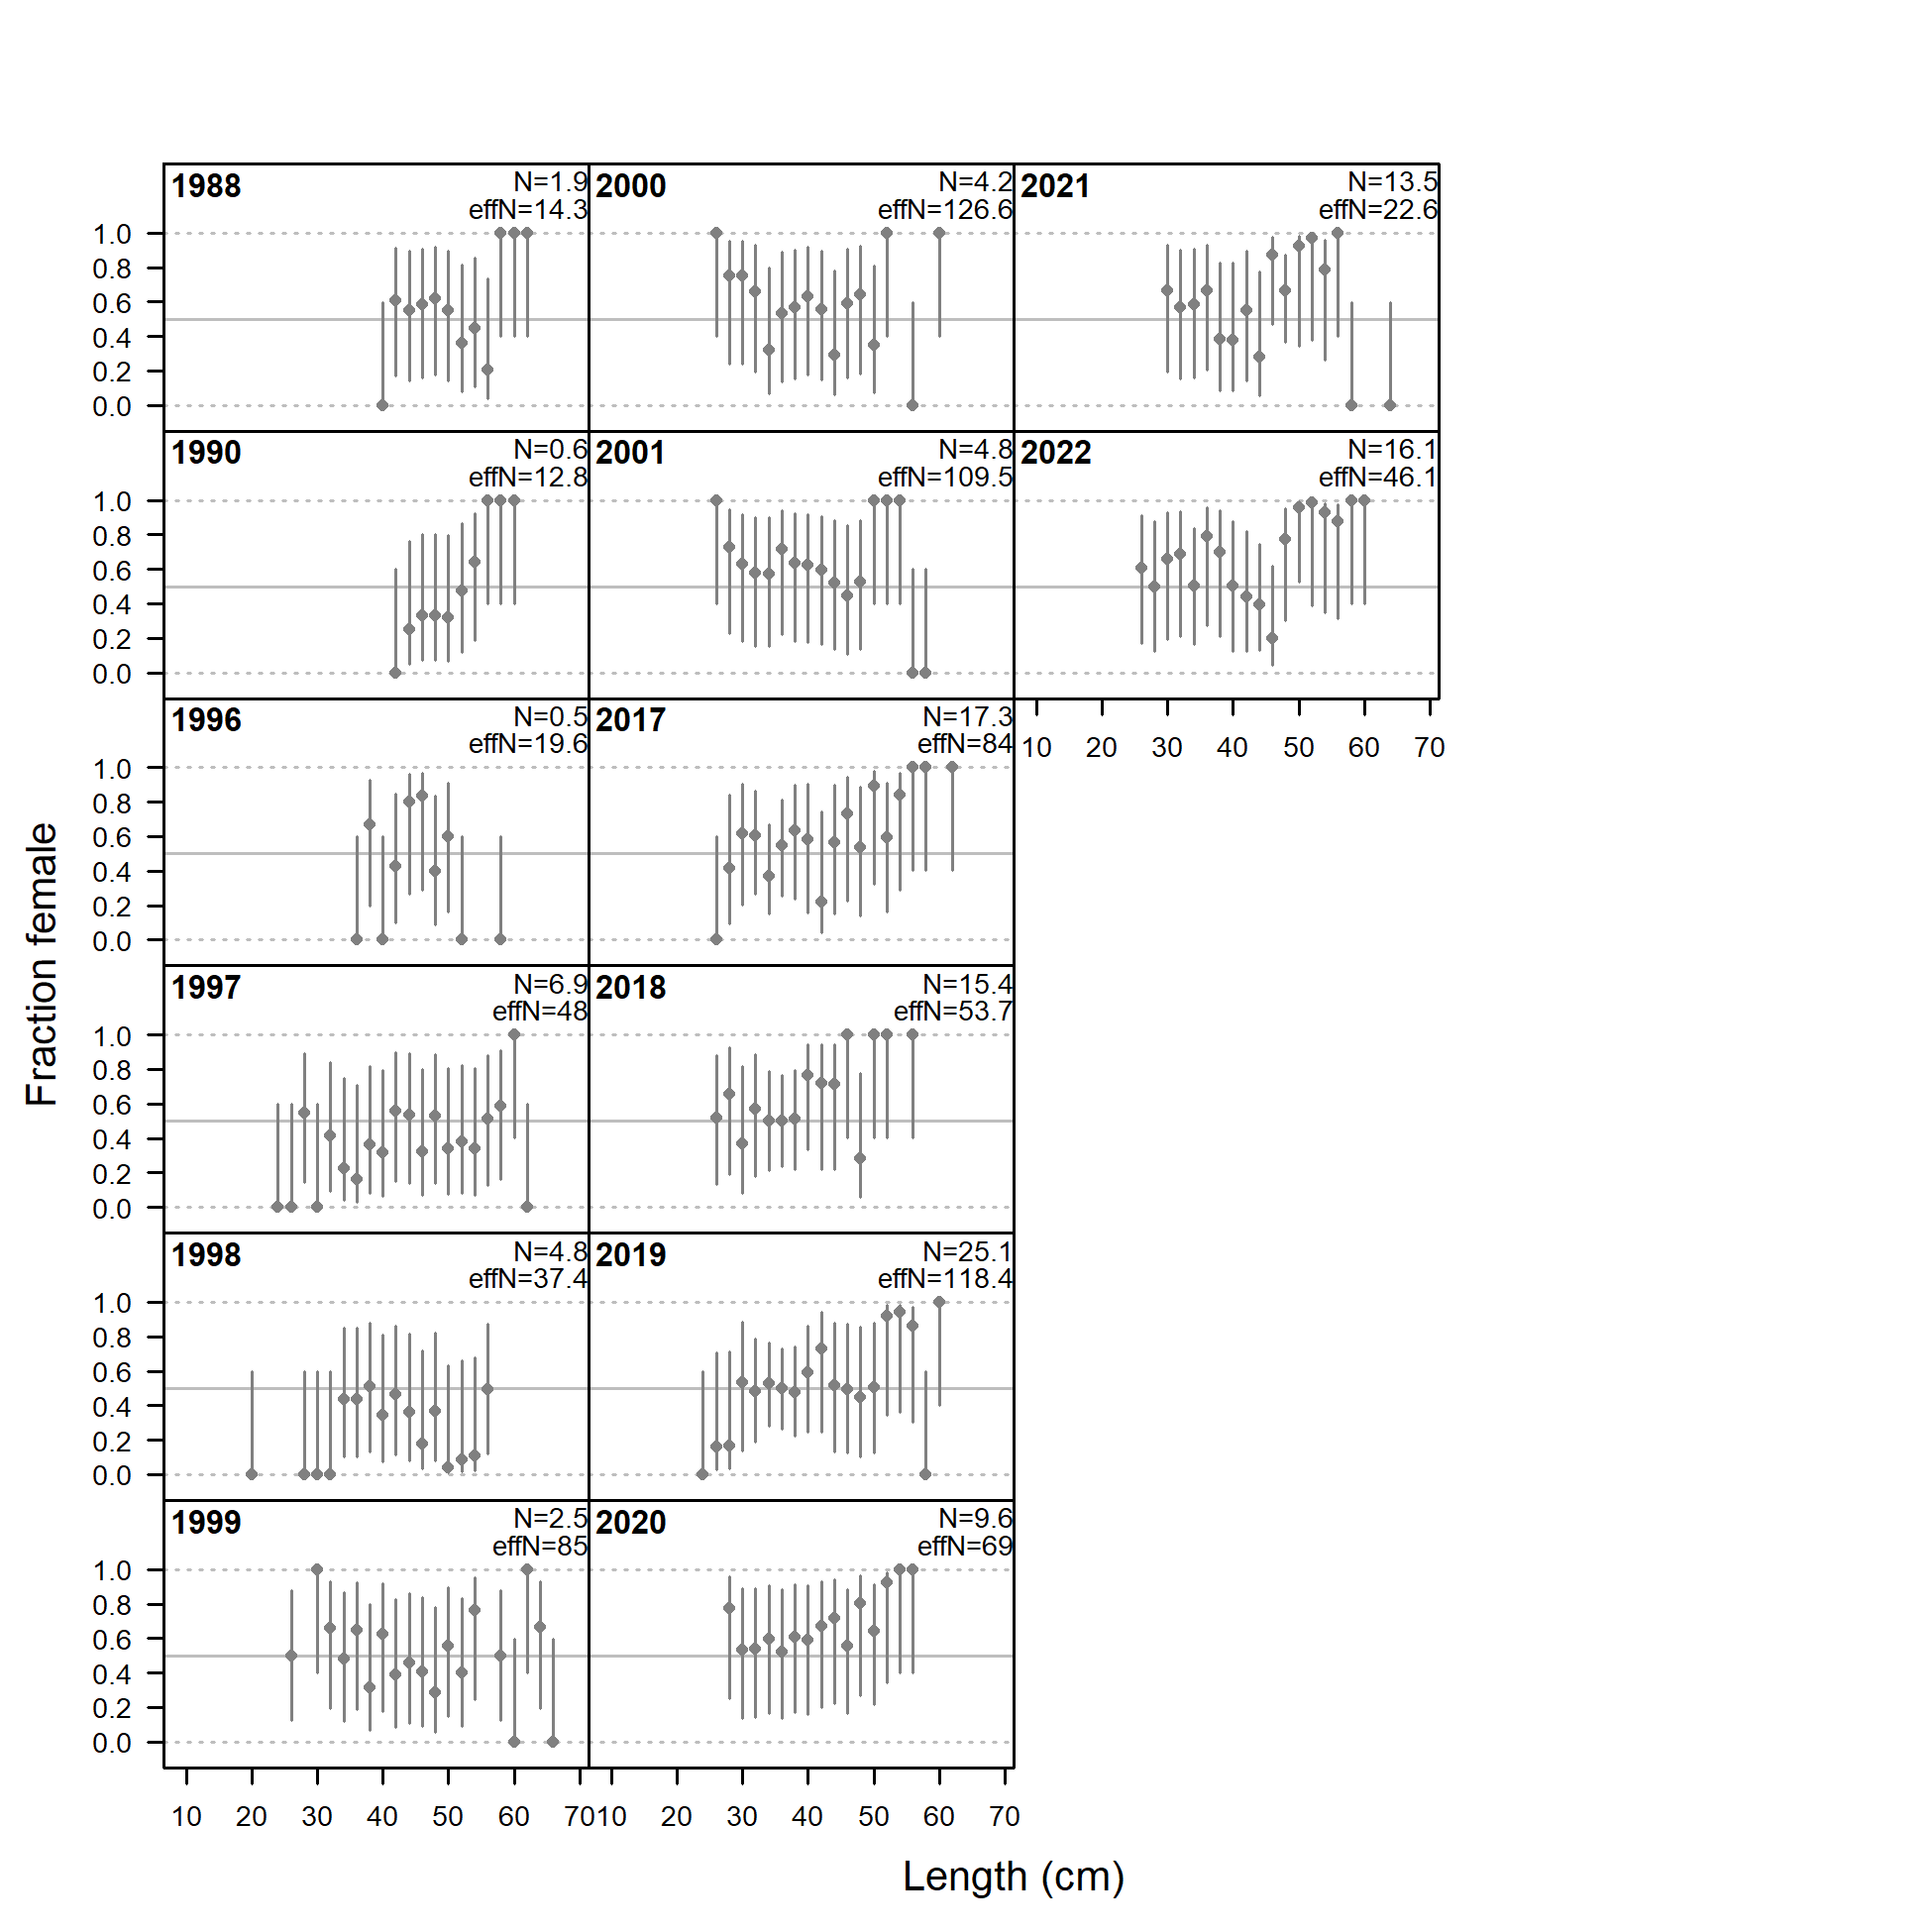 1988
N=1.9
effN=14.3
2000
N=4.2
effN=126.6
2021
N=13.5
effN=22.6
1.0
0.8
0.6
0.4
0.2
0.0
1990
N=0.6
effN=12.8
2001
N=4.8
effN=109.5
2022
N=16.1
effN=46.1
1.0
0.8
0.6
0.4
0.2
0.0
10 20 30 40 50 60 70
1996
N=0.5
effN=19.6
2017
N=17.3
effN=84
1.0
0.8
0.6
0.4
0.2
0.0
Fraction female
1997
N=6.9
effN=48
2018
N=15.4
effN=53.7
1.0
0.8
0.6
0.4
0.2
0.0
1998
N=4.8
effN=37.4
2019
N=25.1
effN=118.4
1.0
0.8
0.6
0.4
0.2
0.0
1999
N=2.5
effN=85
2020
N=9.6
effN=69
1.0
0.8
0.6
0.4
0.2
0.0
10 20 30 40 50 60 70 10 20 30 40 50 60 70
Length (cm)